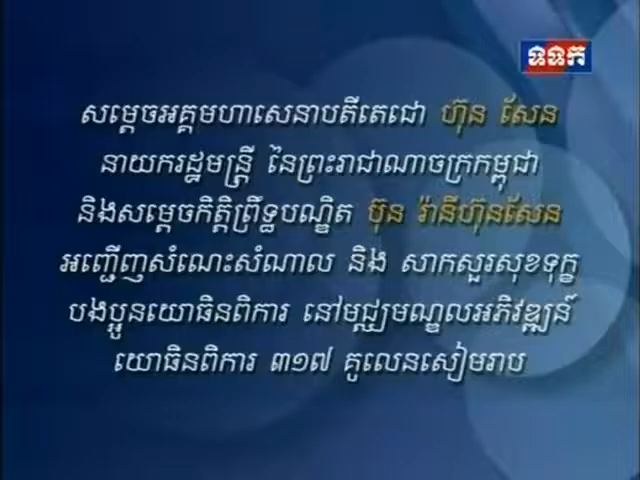 ទទក
សម្តេចអគ្គមហាសេនាបតីតេជោ ហ៊ុន សែន
នាយករដ្ឋមន្ត្រី នៃព្រះរាជាណាចក្រកម្ពុជា
និងសម្តេចកិត្តិព្រឹទ្ធបណ្ឌិត ប៊ុន រ៉ានីហ៊ុនសែន
អញ្ជើញសំណេះសំណាល និង សាកសួរសុខទុក្ខ
បងប្អូនយោធិនពិការ នៅមជ្ឈមណ្ឌលអភិវឌ្ឍន៍
យោធិនពិការ ៣១៧ គូលេនសៀមរាប